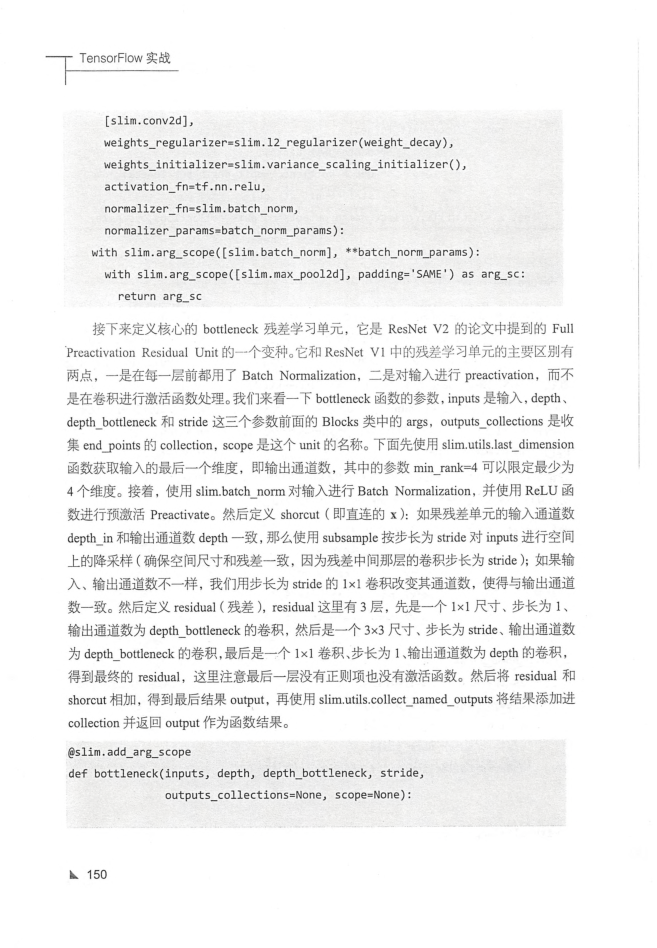 TensorFlow 实战
[slim.conv2d],
weights_regularizer=slim.l2_regularizer(weight_decay),
weights_initializer=slim.variance_scaling_initializer(),
activation_fn=tf.nn.relu,
normalizer_fn=slim.batch_norm,
normalizer_params=batch_norm_params):
with slim.arg_scope([slim.batch_norm], **batch_norm_params):
with slim.arg_scope([slim.max_pool2d], padding='SAME') as arg_sc:
return arg_sc
接下来定义核心的 bottleneck 残差学习单元，它是 ResNet V2 的论文中提到的 Full
Preactivation Residual Unit 的一个变种。它和 ResNet V1 中的残差学习单元的主要区别有
两点，一是在每一层前都用了 Batch Normalization，二是对输入进行 preactivation，而不
是在卷积进行激活函数处理。我们来看一下 bottleneck 函数的参数，inputs 是输入，depth、
depth_bottleneck 和 stride 这三个参数前面的 Blocks 类中的 args，outputs_collections 是收
集 end_points 的 collection，scope 是这个 unit 的名称。下面先使用 slim.utils.last_dimension
函数获取输入的最后一个维度，即输出通道数，其中的参数 min_rank=4 可以限定最少为
4 个维度。接着，使用 slim.batch_norm 对输入进行 Batch Normalization，并使用 ReLU 函
数进行预激活 Preactivate。然后定义 shorcut（即直连的 x）：如果残差单元的输入通道数
depth_in 和输出通道数 depth 一致，那么使用 subsample 按步长为 stride 对 inputs 进行空间
上的降采样（确保空间尺寸和残差一致，因为残差中间那层的卷积步长为 stride）；如果输
入、输出通道数不一样，我们用步长为 stride 的 1×1 卷积改变其通道数，使得与输出通道
数一致。然后定义 residual（残差），residual 这里有 3 层，先是一个 1×1 尺寸、步长为 1、
输出通道数为 depth_bottleneck 的卷积，然后是一个 3×3 尺寸、步长为 stride、输出通道数
为 depth_bottleneck 的卷积，最后是一个 1×1 卷积、步长为 1、输出通道数为 depth 的卷积，
得到最终的 residual，这里注意最后一层没有正则项也没有激活函数。然后将 residual 和
shorcut 相加，得到最后结果 output，再使用 slim.utils.collect_named_outputs 将结果添加进
collection 并返回 output 作为函数结果。
@slim.add_arg_scope
def bottleneck(inputs, depth, depth_bottleneck, stride,
outputs_collections=None, scope=None):
150